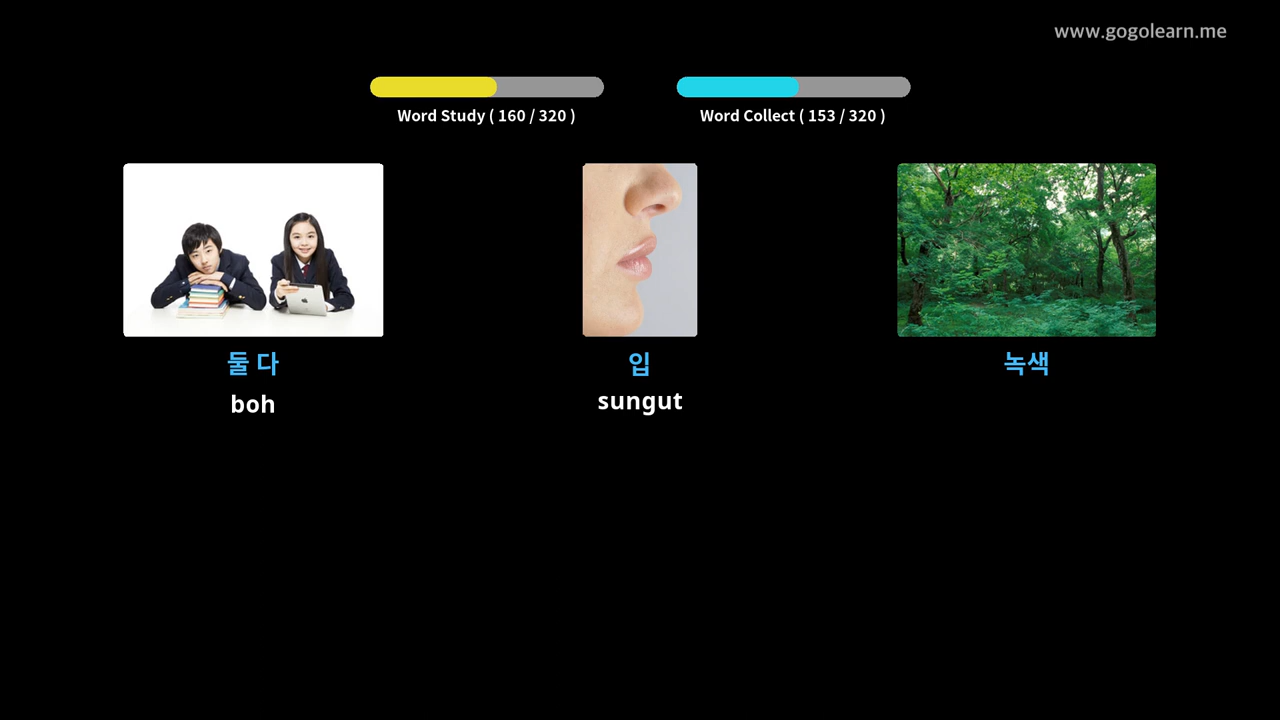 www.gogolearn.me
Word Study ( 160 / 320 )
Word Collect ( 153 / 320 )
둘 다
boh
입
sungut
녹색